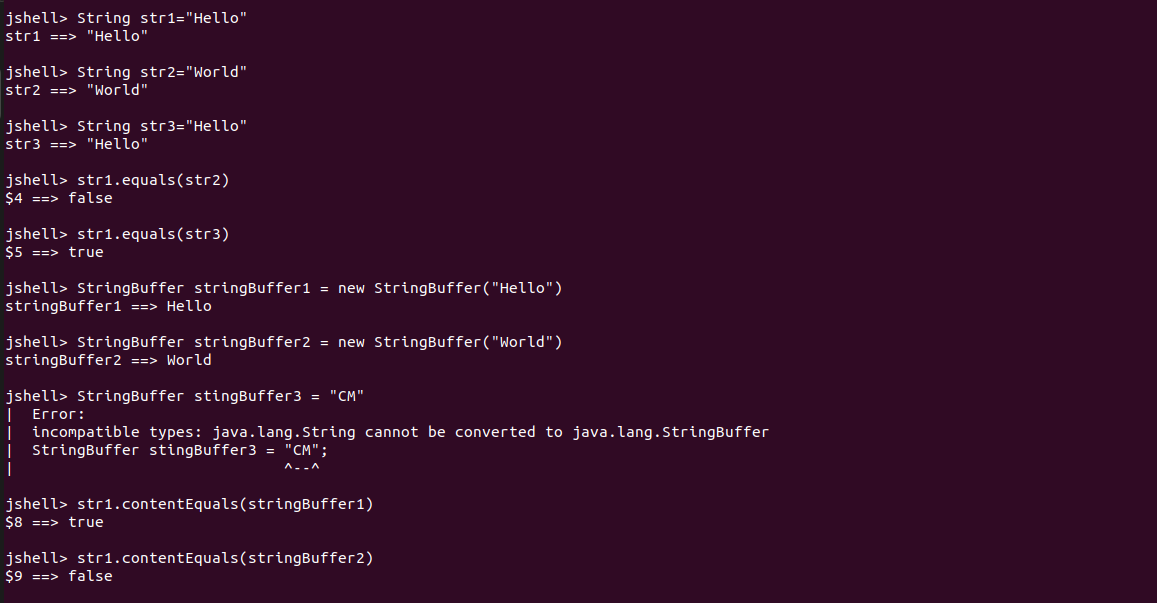 jshell> String str1="Hello"
str1 ==> "Hello"
jshell> String str2="World"
str2 ==> "World"
jshell> String str3="Hello"
str3 ==> "Hello"
jshell> str1.equals(str2)
$4 ==> false
jshell> str1.equals(str3)
$5 ==> true
jshell> StringBuffer stringBuffer1 = new StringBuffer("Hello")
stringBuffer1 ==> Hello
jshell> StringBuffer stringBuffer2 = new StringBuffer("World")
stringBuffer2 ==> World
jshell> StringBuffer stingBuffer3 = "CM"
|  Error:
|  incompatible types: java.lang.String cannot be converted to java.lang.StringBuffer
|  StringBuffer stingBuffer3 = "CM";
|                              ^--^
jshell> str1.contentEquals(stringBuffer1)
$8 ==> true
jshell> str1.contentEquals(stringBuffer2)
$9 ==> false